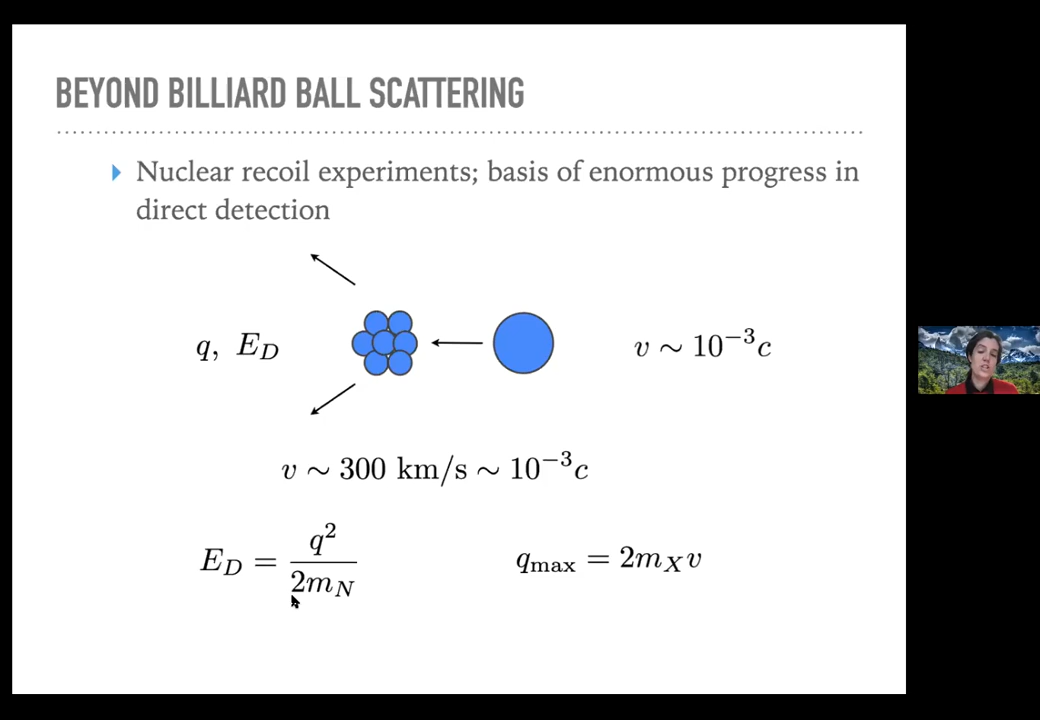 BEYOND BILLIARD BALL SCATTERING
Nuclear recoil experiments; basis of enormous progress in
direct detection
q, E_D
v ∼ 10⁻³c
v ∼ 300 km/s ∼ 10⁻³c
E_D = q² / 2m_N
q_max = 2m_X v